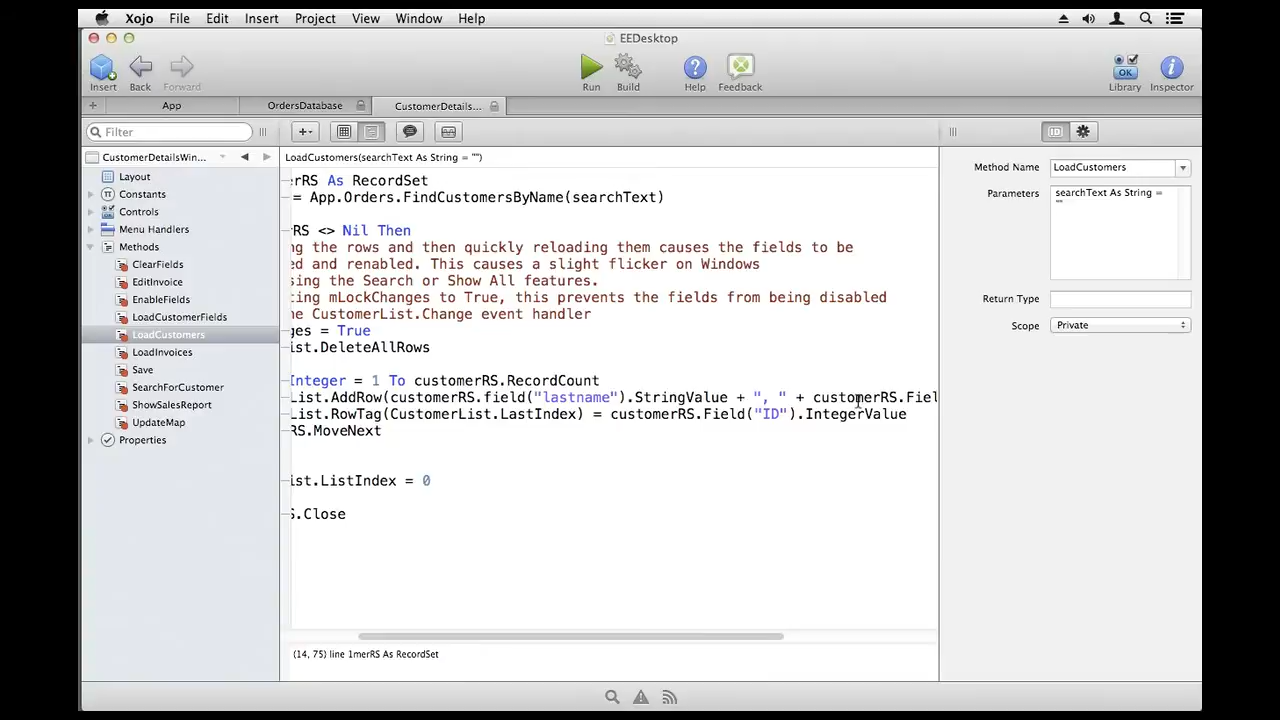 Xojo File Edit Insert Project View Window Help
EEDesktop
Insert Back Forward Run Build Help Feedback OK Library Inspector
App OrdersDatabase CustomerDetails...
Filter
CustomerDetailsWin...
Layout
Constants
Controls
Menu Handlers
Methods
ClearFields
EditInvoice
EnableFields
LoadCustomerFields
LoadCustomers
LoadInvoices
Save
SearchForCustomer
ShowSalesReport
UpdateMap
Properties
LoadCustomers(searchText As String = "")
erRS As RecordSet
= App.Orders.FindCustomersByName(searchText)
RS <> Nil Then
ng the rows and then quickly reloading them causes the fields to be
ed and renabled. This causes a slight flicker on Windows
sing the Search or Show All features.
ting mLockChanges to True, this prevents the fields from being disabled
he CustomerList.Change event handler
ges = True
ist.DeleteAllRows
Integer = 1 To customerRS.RecordCount
List.AddRow(customerRS.field("lastname").StringValue + ", " + customerRS.Fiel
List.RowTag(CustomerList.LastIndex) = customerRS.Field("ID").IntegerValue
RS.MoveNext
ist.ListIndex = 0
S.Close
(14, 75) line 1merRS As RecordSet
Method Name LoadCustomers
Parameters searchText As String =
""
Return Type
Scope Private